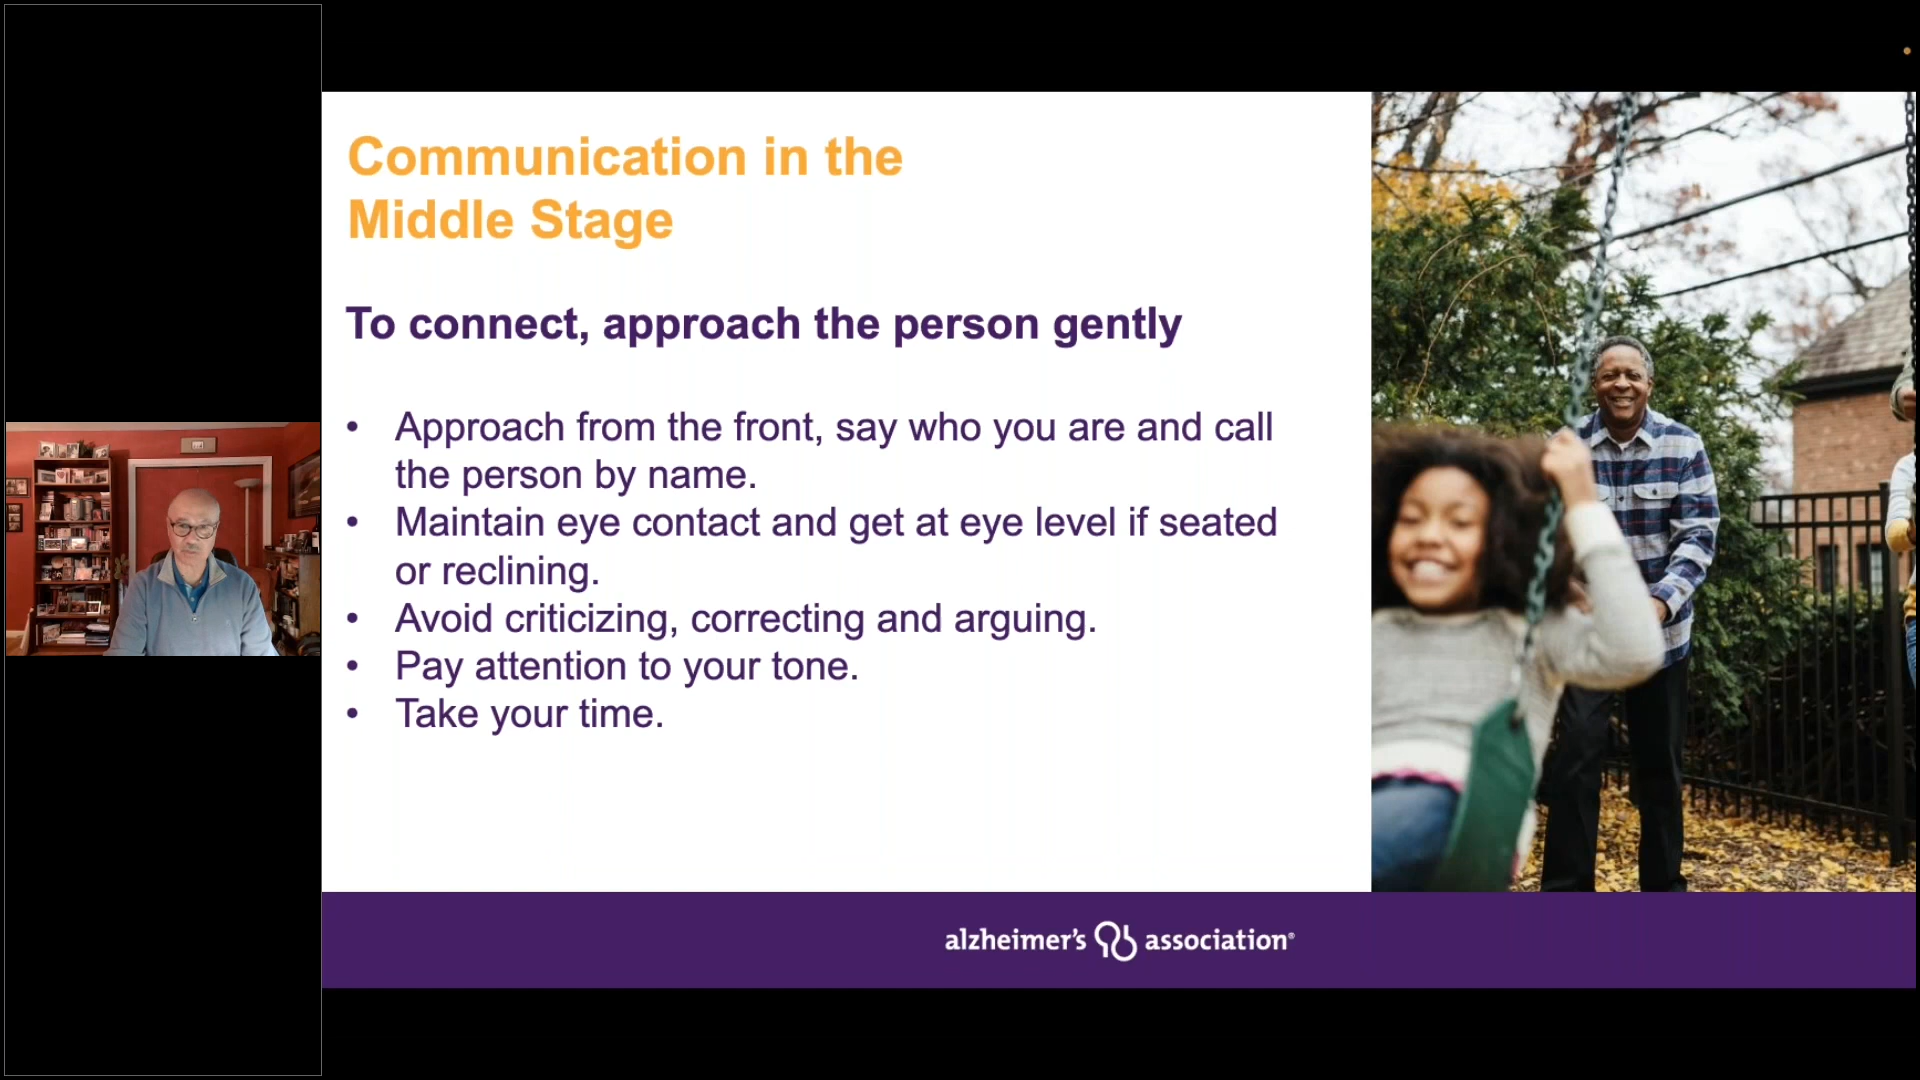 Communication in the
Middle Stage
To connect, approach the person gently
• Approach from the front, say who you are and call
the person by name.
• Maintain eye contact and get at eye level if seated
or reclining.
• Avoid criticizing, correcting and arguing.
• Pay attention to your tone.
• Take your time.
alzheimer's association®